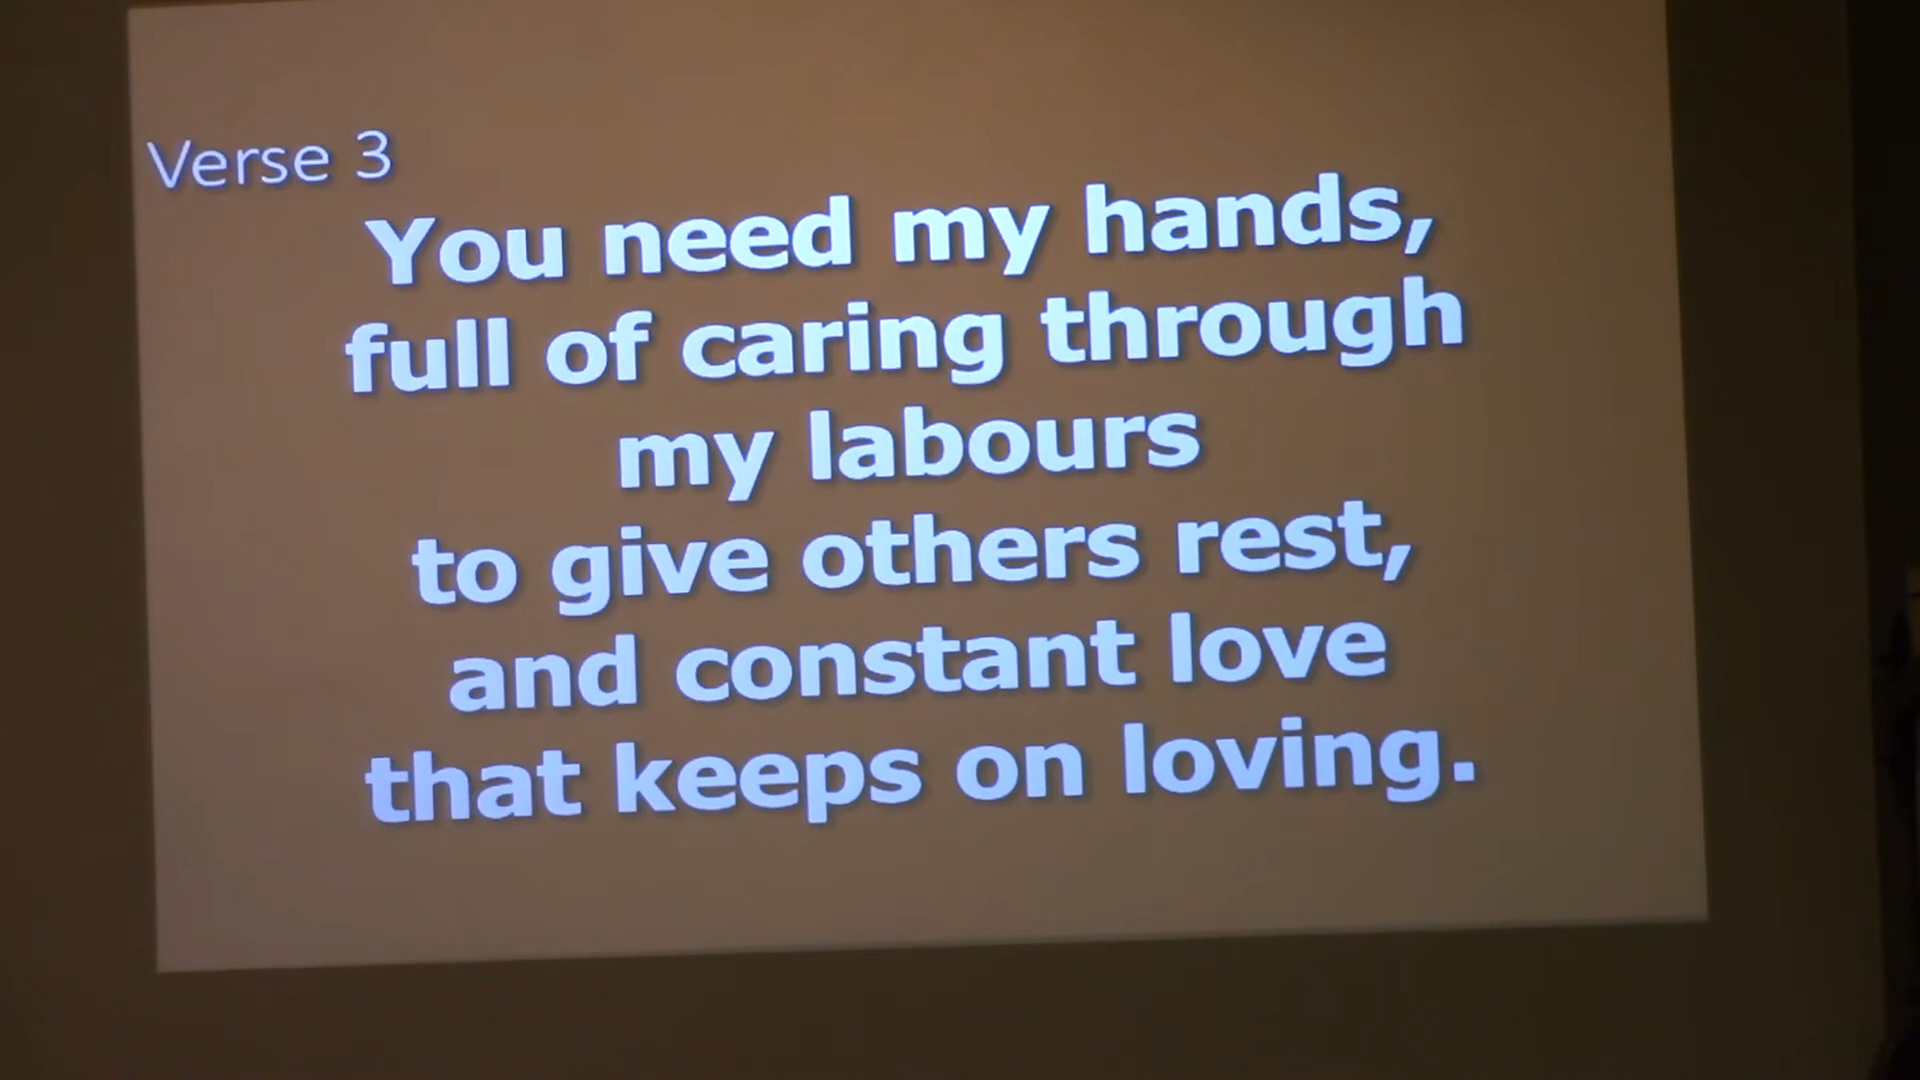 Verse 3
You need my hands,
full of caring through
my labours
to give others rest,
and constant love
that keeps on loving.